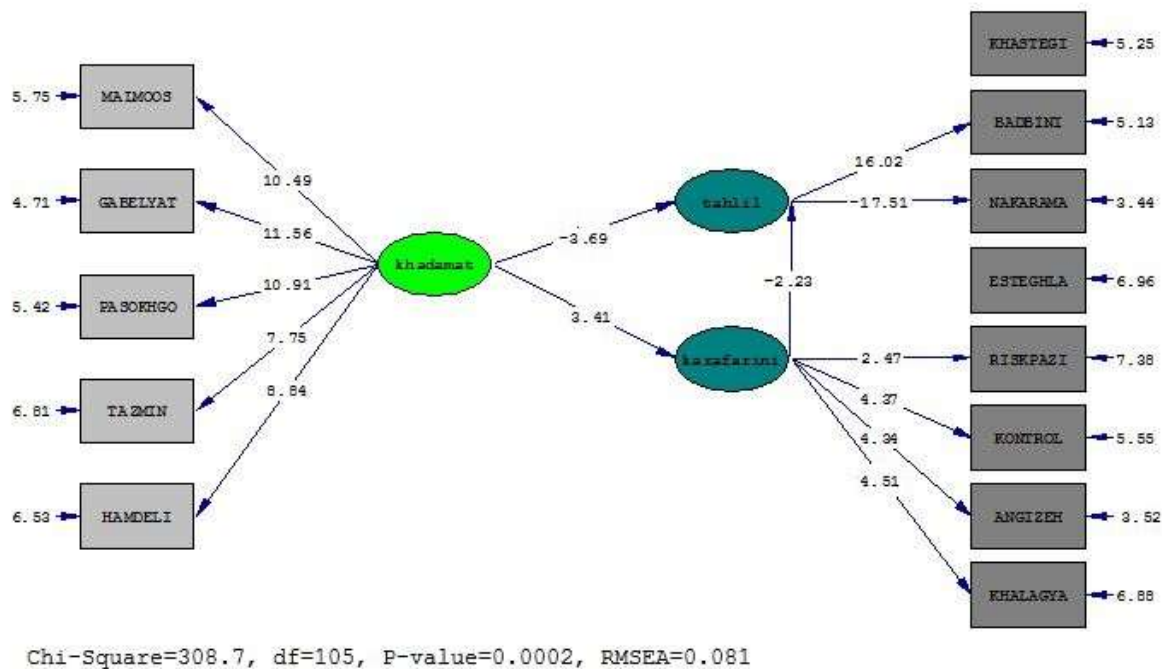 KHASTEGI
5.25
5.75
MALMOOS
BADBINI
5.13
16.02
10.49
4.71
GABELYAT
tahlil
-17.51
NAKARAMA
3.44
11.56
-3.69
khadamat
ESTEGHLA
6.96
-2.23
5.42
PASOKHGO
10.91
3.41
7.75
karafarini
2.47
RISKPAZI
7.38
8.84
4.37
6.81
TAZMIN
4.34
KONTROL
5.55
4.51
6.53
HAMDELI
ANGIZEH
3.52
KHALAGYA
6.88
Chi-Square=308.7, df=105, P-value=0.0002, RMSEA=0.081